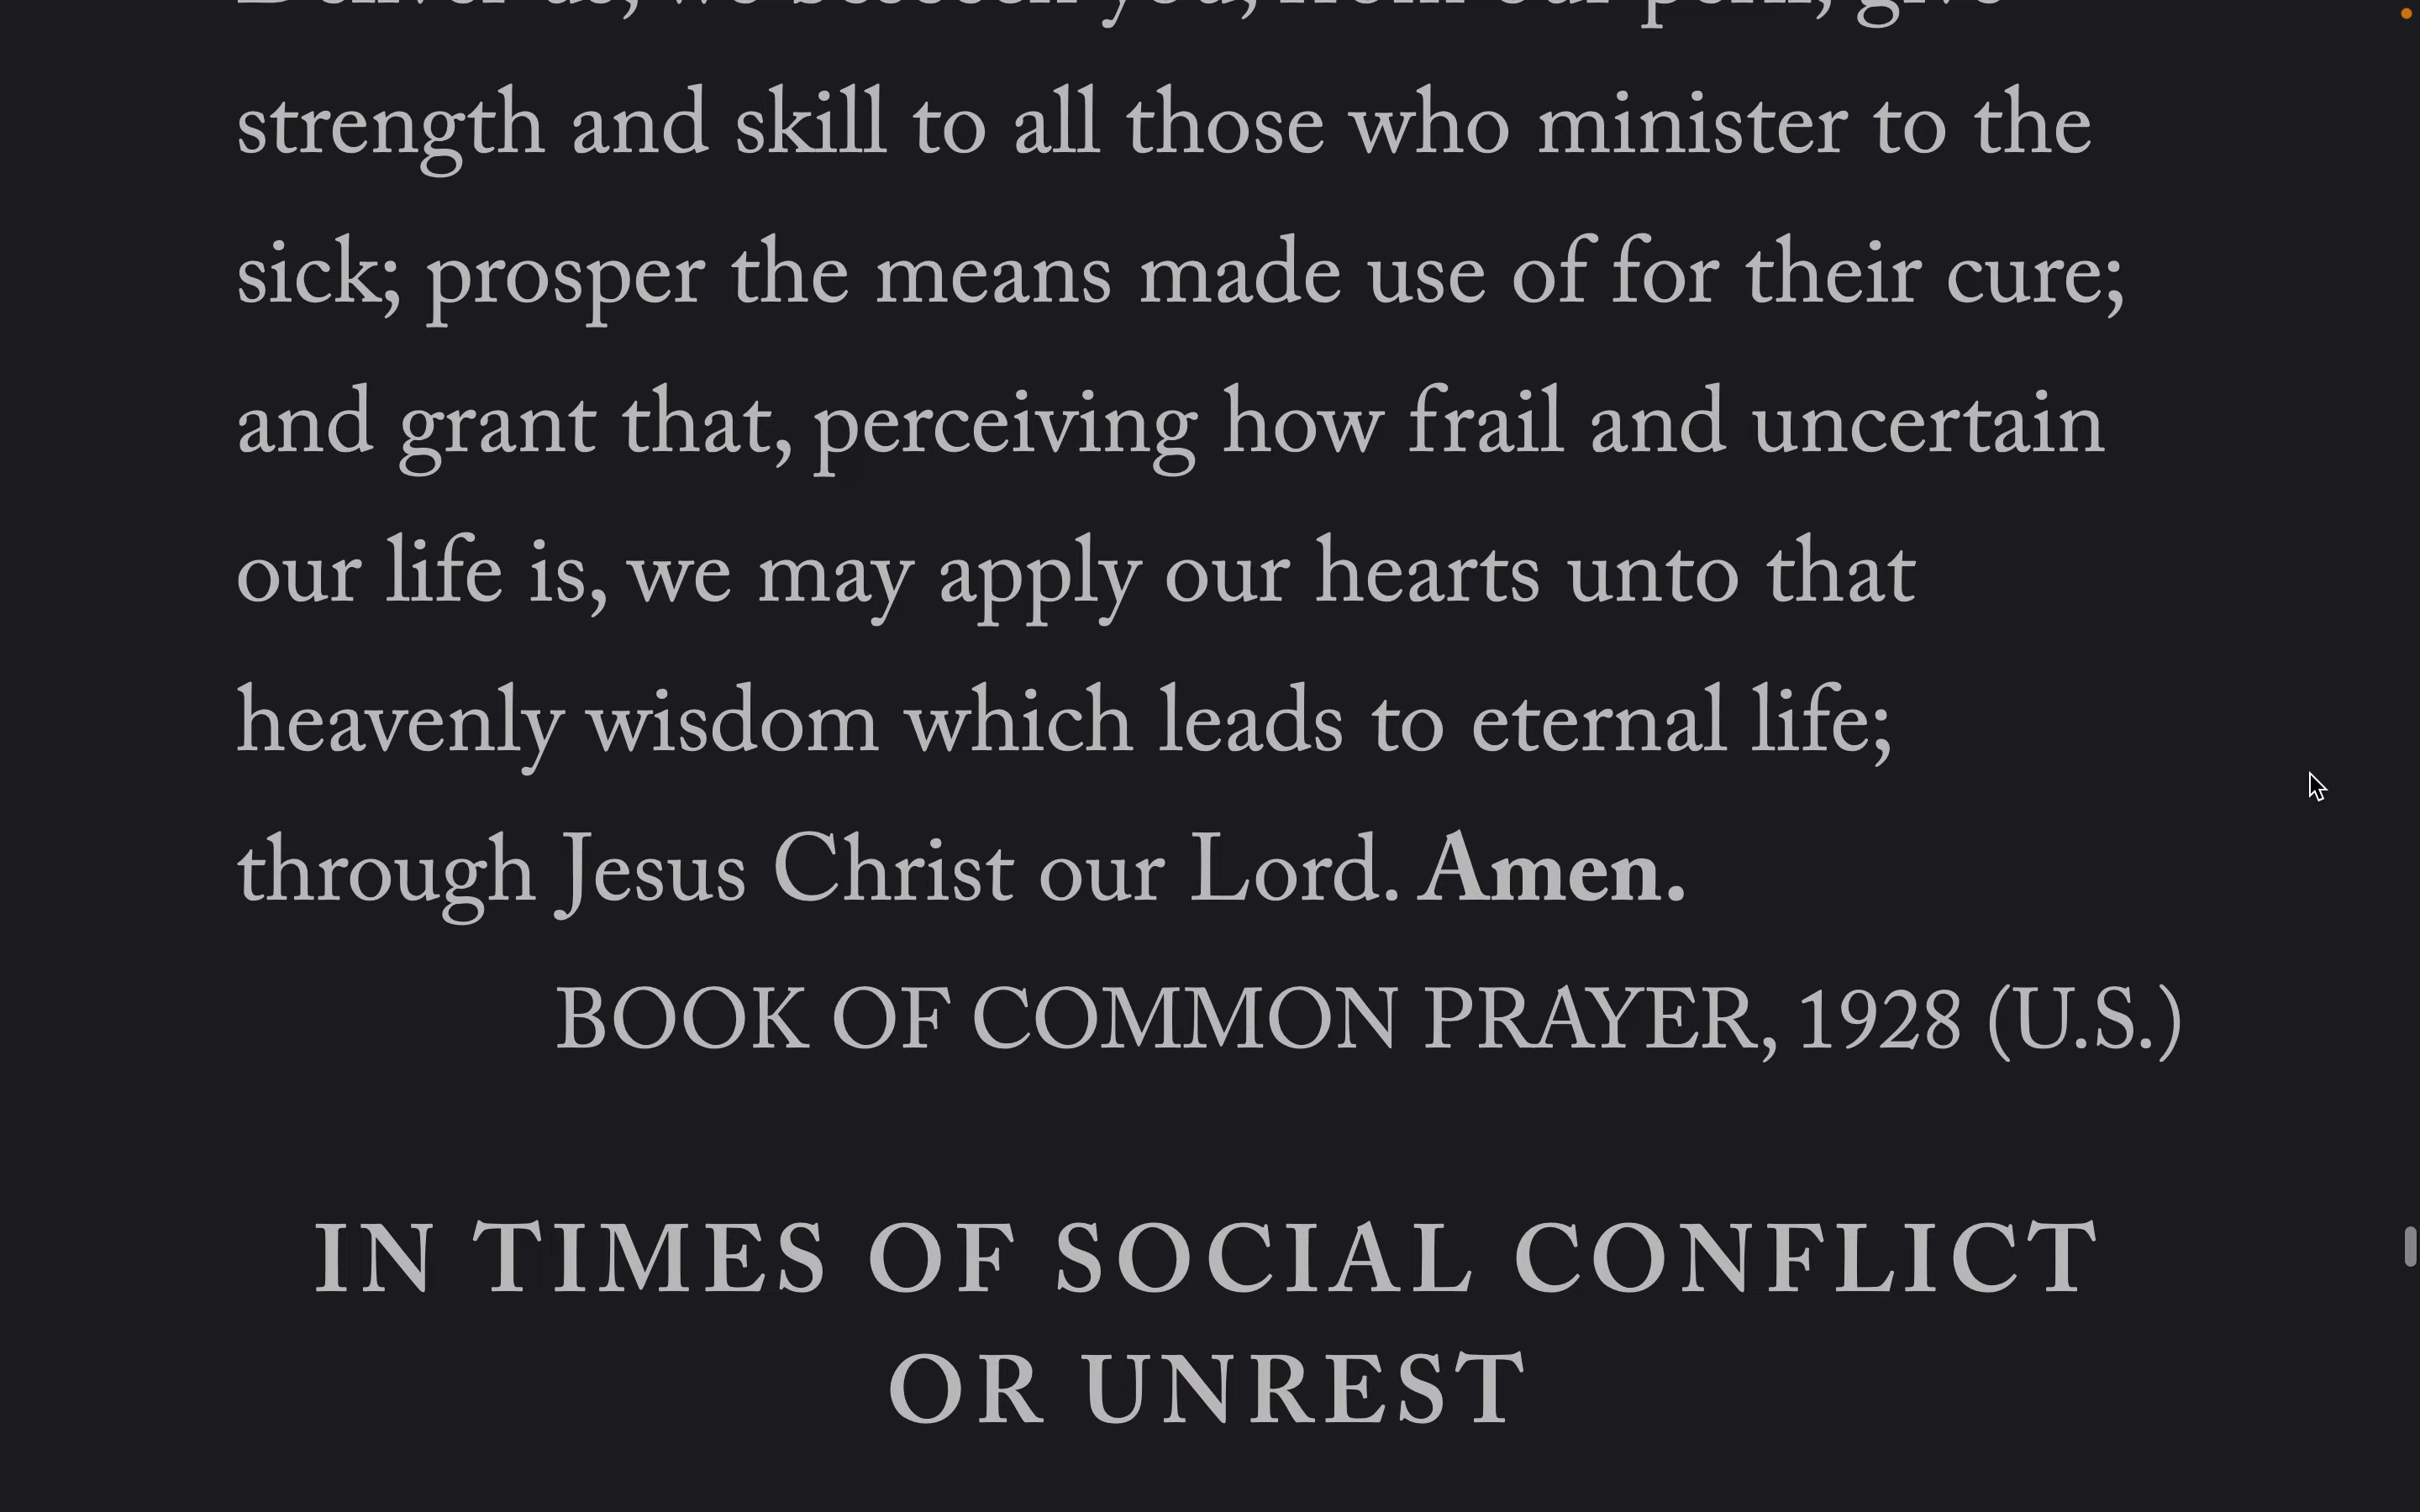 strength and skill to all those who minister to the
sick; prosper the means made use of for their cure;
and grant that, perceiving how frail and uncertain
our life is, we may apply our hearts unto that
heavenly wisdom which leads to eternal life;
through Jesus Christ our Lord. Amen.
BOOK OF COMMON PRAYER, 1928 (U.S.)
IN TIMES OF SOCIAL CONFLICT
OR UNREST